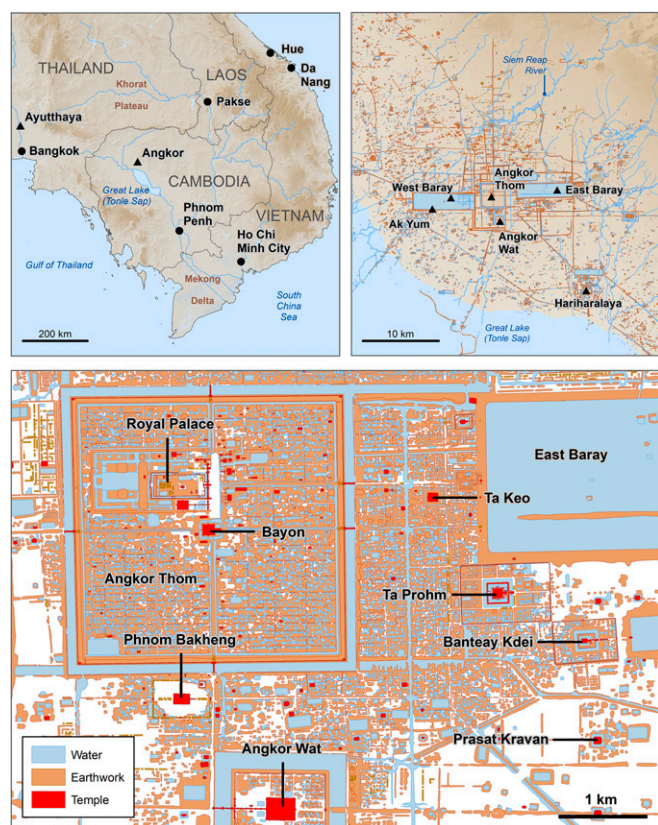 Hue
THAILAND
LAOS
Da
Nang
Khorat
Plateau
Pakse
Ayutthaya
Bangkok
Angkor
CAMBODIA
Great Lake
(Tonle Sap)
Phnom
Penh
VIETNAM
Ho Chi
Minh City
Gulf of Thailand
Mekong
Delta
South
China
Sea
200 km
Siem Reap
River
Angkor
Thom
West Baray
East Baray
Ak Yum
Angkor
Wat
Hariharalaya
Great Lake
(Tonle Sap)
10 km
Royal Palace
East Baray
Ta Keo
Bayon
Angkor Thom
Ta Prohm
Phnom Bakheng
Banteay Kdei
Angkor Wat
Prasat Kravan
Water
Earthwork
Temple
1 km